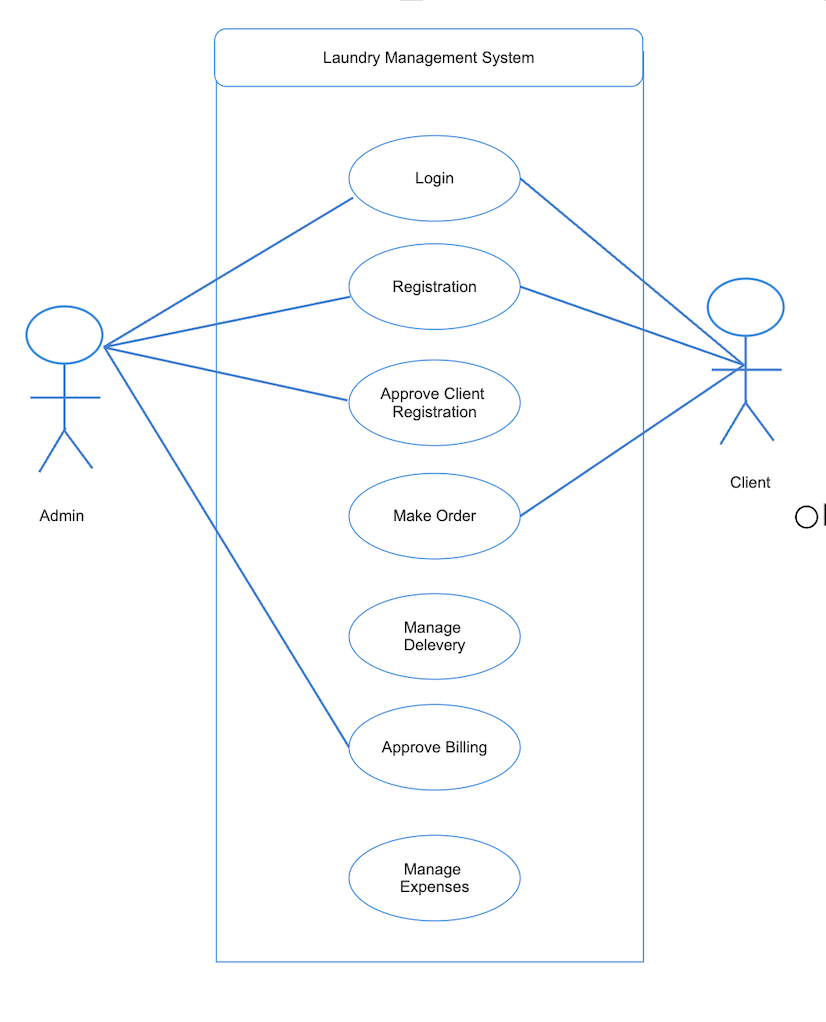 Laundry Management System
Login
Registration
Approve Client
Registration
Make Order
Manage
Delevery
Approve Billing
Manage
Expenses
Admin
Client